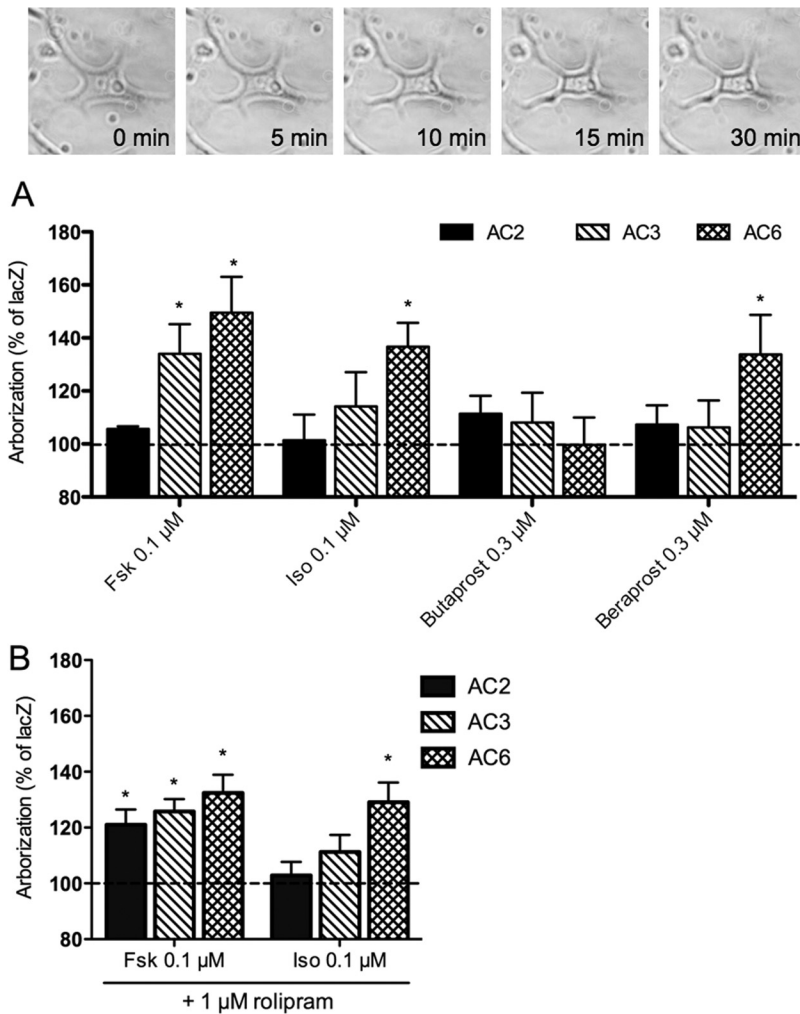 0 min 5 min 10 min 15 min 30 min
A
180
160
140
120
100
80
Arborization (% of lacZ)
AC2 AC3 AC6
* * * *
Fsk 0.1 µM Iso 0.1 µM Butaprost 0.3 µM Beraprost 0.3 µM
B
180
160
140
120
100
80
Arborization (% of lacZ)
AC2
AC3
AC6
* * * *
Fsk 0.1 µM Iso 0.1 µM
+ 1 µM rolipram